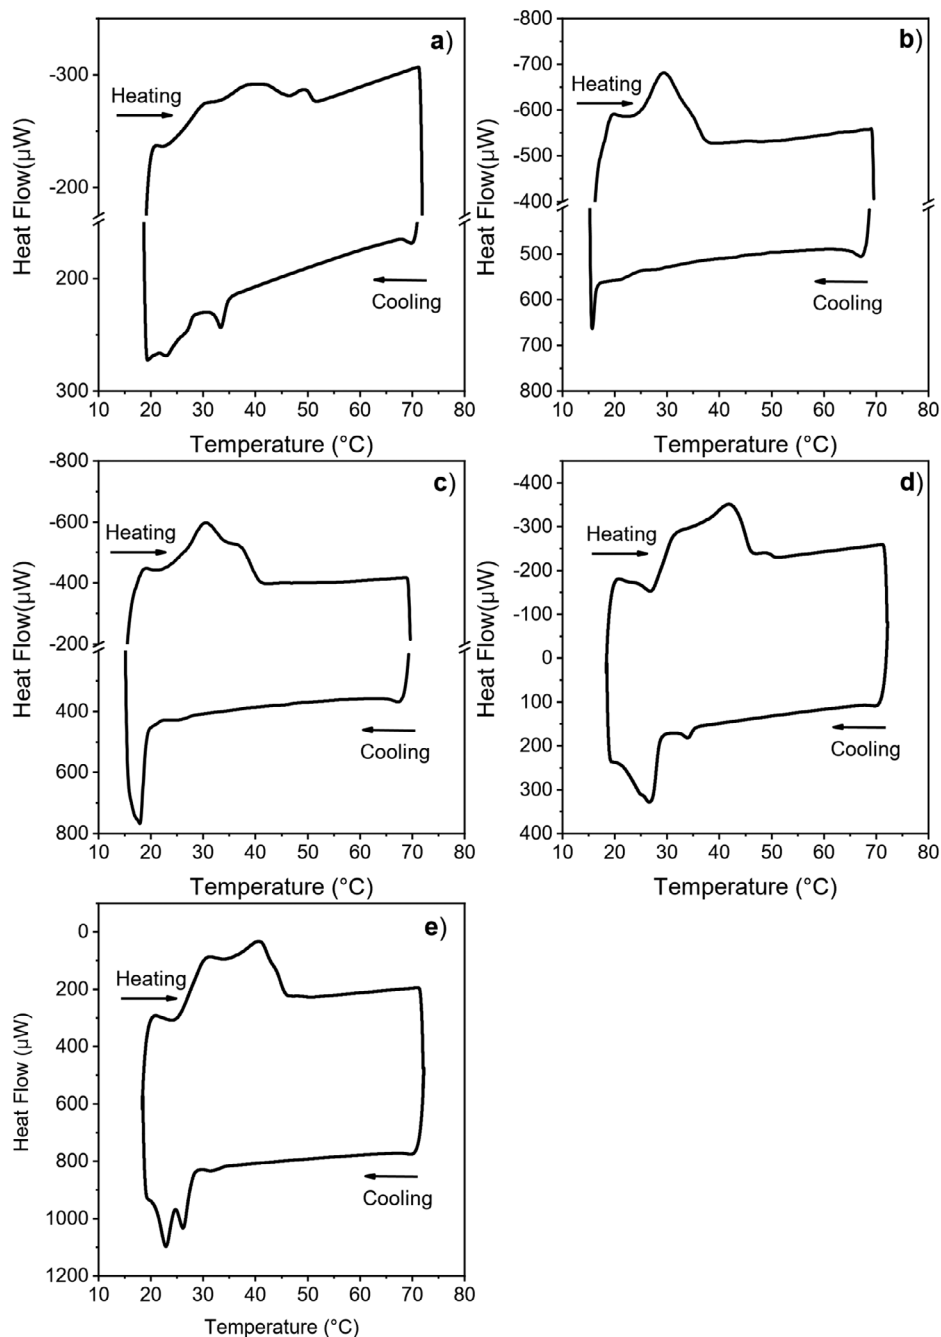 a)
-300
-200
200
300
Heating
Cooling
Heat Flow(µW)
10 20 30 40 50 60 70 80
Temperature (°C)
b)
-800
-700
-600
-500
-400
500
600
700
800
Heating
Cooling
Heat Flow(µW)
10 20 30 40 50 60 70 80
Temperature (°C)
c)
-800
-600
-400
-200
400
600
800
Heating
Cooling
Heat Flow(µW)
10 20 30 40 50 60 70 80
Temperature (°C)
d)
-400
-300
-200
-100
0
100
200
300
400
Heating
Cooling
Heat Flow(µW)
10 20 30 40 50 60 70 80
Temperature (°C)
e)
0
200
400
600
800
1000
1200
Heating
Cooling
Heat Flow (µW)
10 20 30 40 50 60 70 80
Temperature (°C)